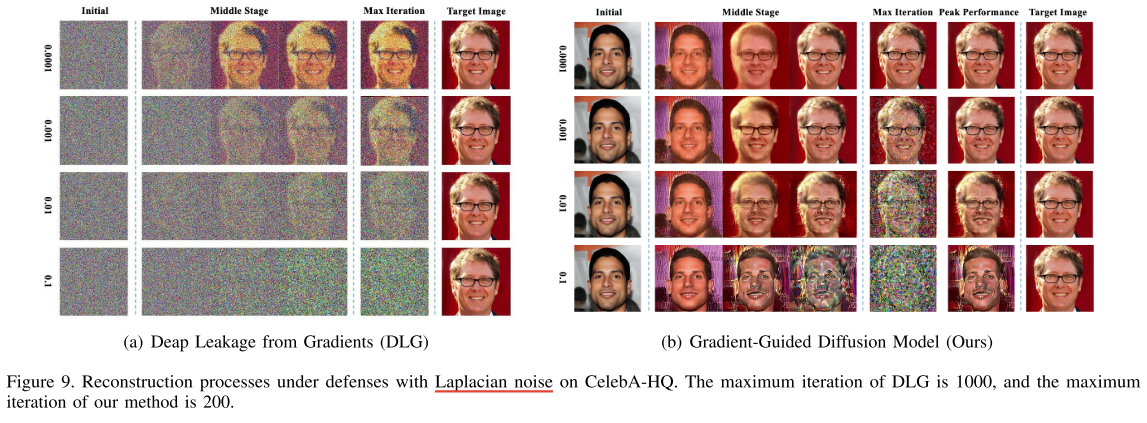 Initial Middle Stage Max Iteration Target Image
0.0001
0.001
0.01
0.1
(a) Deap Leakage from Gradients (DLG)
Initial Middle Stage Max Iteration Peak Performance Target Image
0.0001
0.001
0.01
0.1
(b) Gradient-Guided Diffusion Model (Ours)
Figure 9. Reconstruction processes under defenses with Laplacian noise on CelebA-HQ. The maximum iteration of DLG is 1000, and the maximum
iteration of our method is 200.